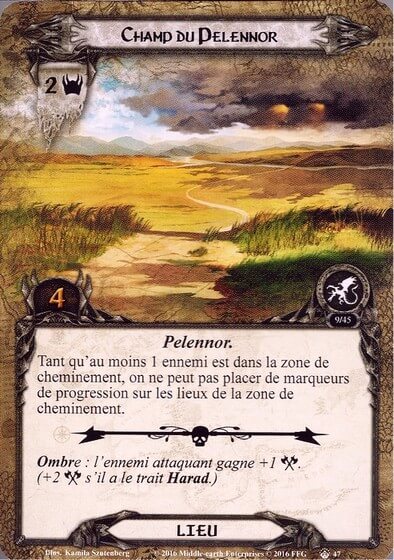 Champ du Pelennor
2
4
9/45
Pelennor.
Tant qu'au moins 1 ennemi est dans la zone de
cheminement, on ne peut pas placer de marqueurs
de progression sur les lieux de la zone de
cheminement.
Ombre : l'ennemi attaquant gagne +1 .
(+2 s'il a le trait Harad.)
LIEU
Illus. Kamila Szutenberg © 2016 Middle-earth Enterprises © 2016 FFG 47